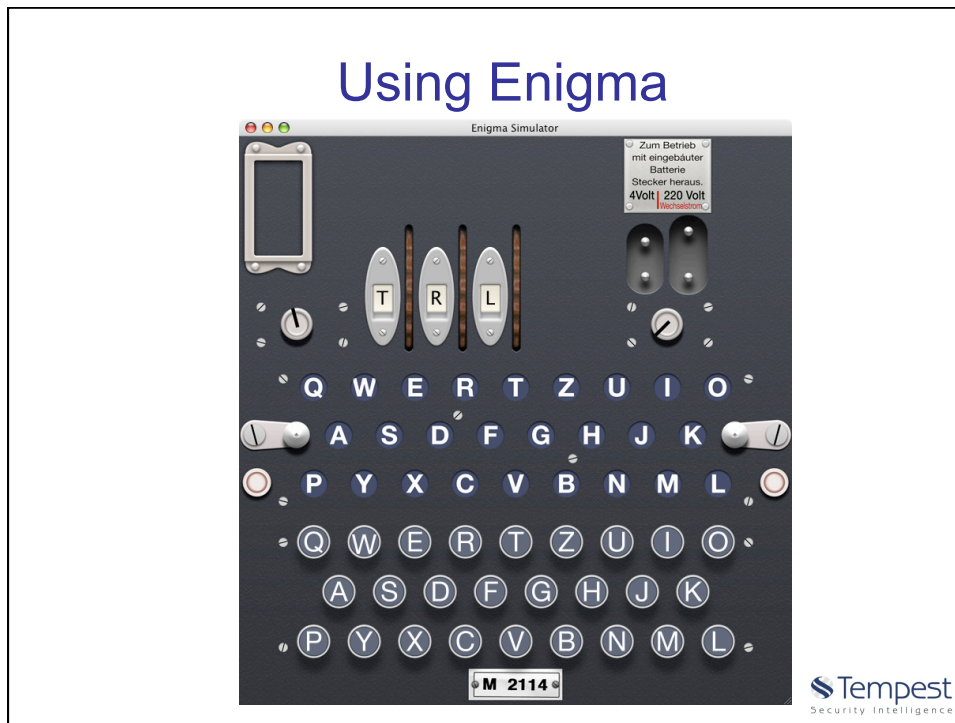 Using Enigma
Enigma Simulator
Zum Betrieb
mit eingebäuter
Batterie
Stecker heraus.
4Volt 220 Volt
Wechselstrom
T R L
Q W E R T Z U I O
A S D F G H J K
P Y X C V B N M L
Q W E R T Z U I O
A S D F G H J K
P Y X C V B N M L
M 2114
Tempest
Security Intelligence